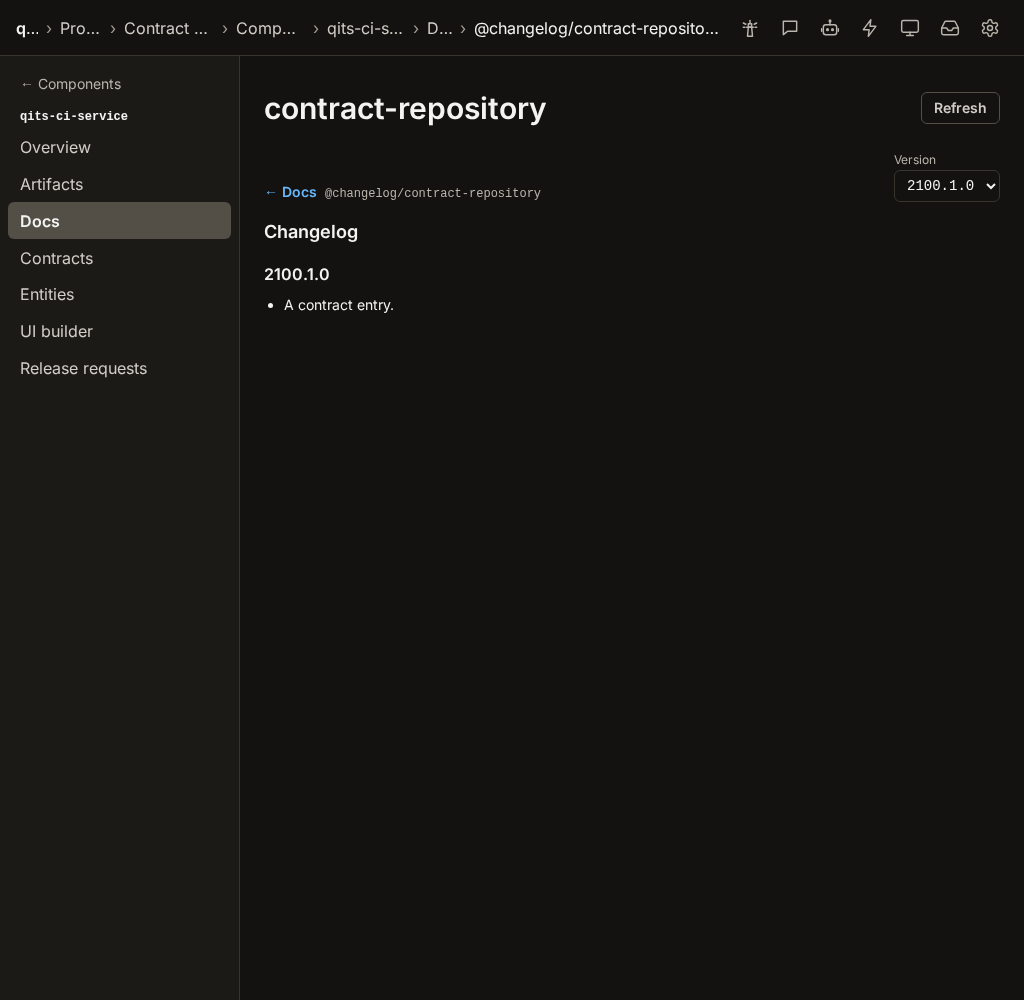 q... › Pro... › Contract ... › Comp... › qits-ci-s... › D... › @changelog/contract-reposito...
← Components
qits-ci-service
Overview
Artifacts
Docs
Contracts
Entities
UI builder
Release requests
contract-repository
Refresh
Version
2100.1.0
← Docs @changelog/contract-repository
Changelog
2100.1.0
• A contract entry.